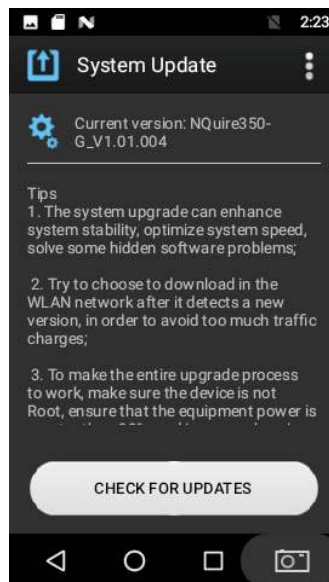 2:23
System Update
Current version: NQuire350-
G_V1.01.004
Tips
1. The system upgrade can enhance
system stability, optimize system speed,
solve some hidden software problems;
2. Try to choose to download in the
WLAN network after it detects a new
version, in order to avoid too much traffic
charges;
3. To make the entire upgrade process
to work, make sure the device is not
Root, ensure that the equipment power is
CHECK FOR UPDATES